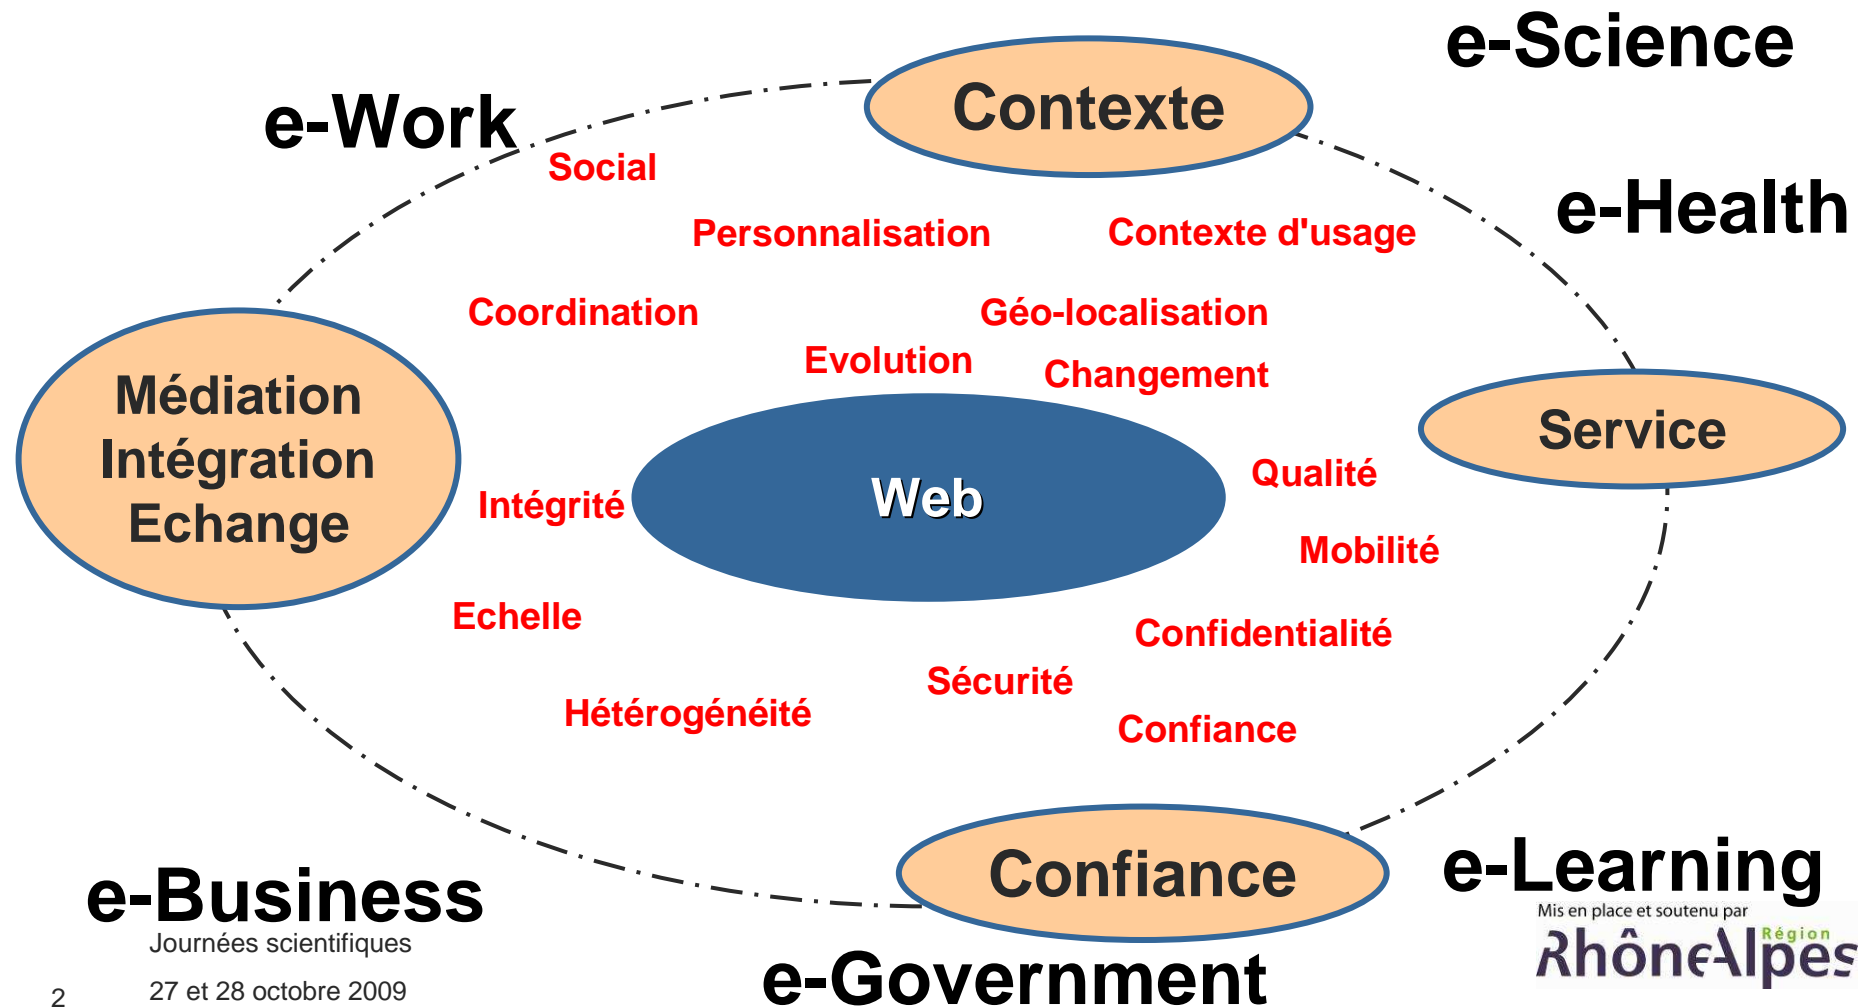 e-Science
Contexte
e-Work
Social
e-Health
Personnalisation
Contexte d'usage
Coordination
Géo-localisation
Evolution
Changement
Médiation
Intégration
Echange
Service
Qualité
Web
Intégrité
Mobilité
Echelle
Confidentialité
Sécurité
Hétérogénéité
Confiance
Confiance
e-Learning
e-Business
Mis en place et soutenu par
Région
RhôneAlpes
Journées scientifiques
27 et 28 octobre 2009
e-Government
2